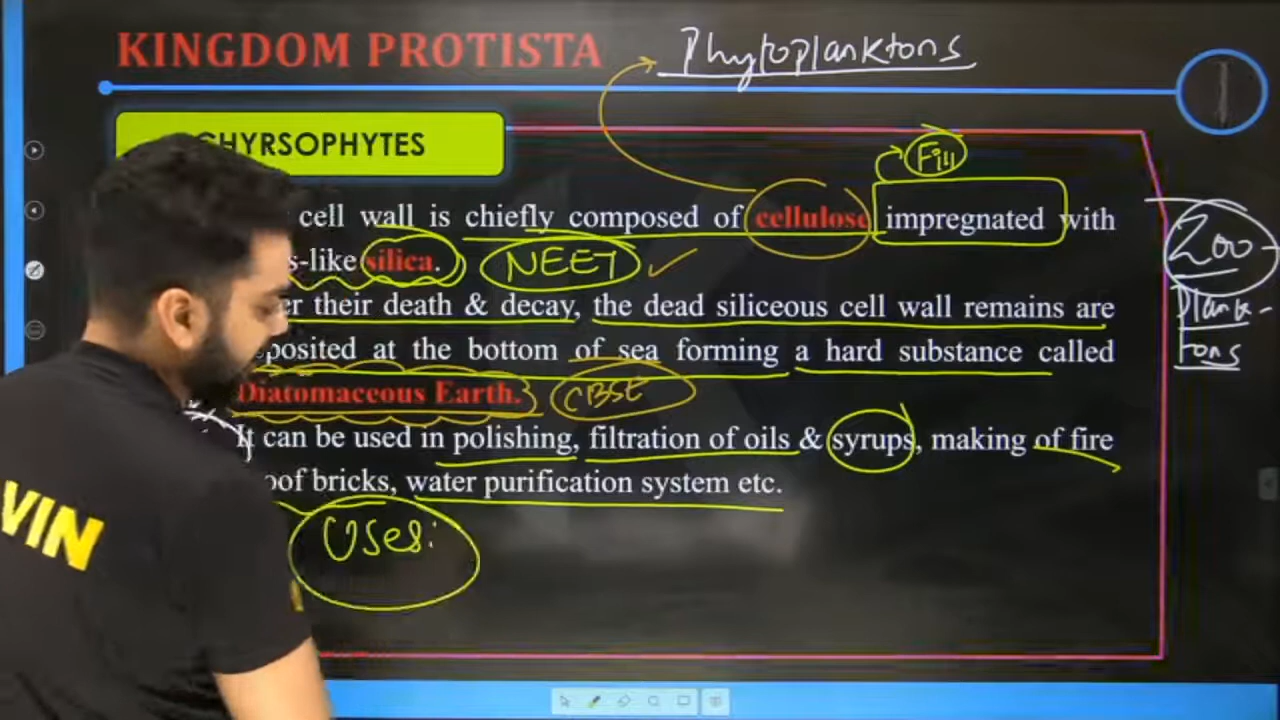 KINGDOM PROTISTA
Phytoplanktons
CHYRSOPHYTES
Fill
cell wall is chiefly composed of cellulose impregnated with
s-like silica. NEET
er their death & decay, the dead siliceous cell wall remains are
posited at the bottom of sea forming a hard substance called
Diatomaceous Earth. CBSE
It can be used in polishing, filtration of oils & syrups, making of fire
oof bricks, water purification system etc.
Uses:
Zoo-
Plank-
tons
VIN